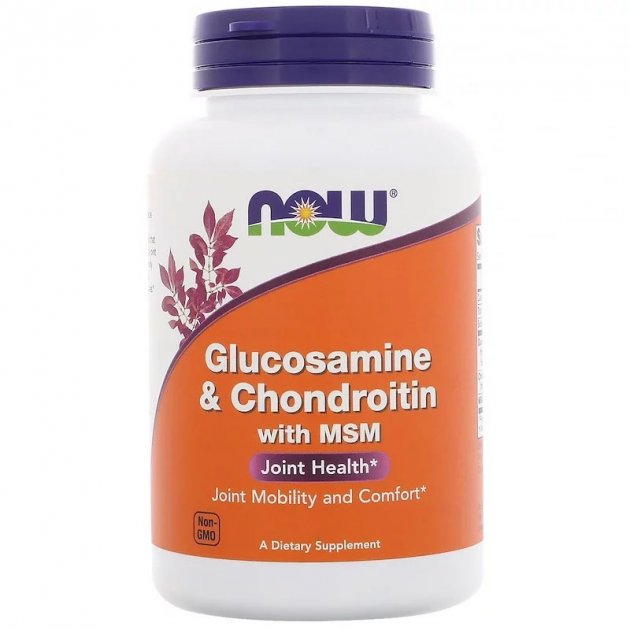 NOW®
Glucosamine
& Chondroitin
with MSM
Joint Health*
Joint Mobility and Comfort*
Non-
GMO
A Dietary Supplement